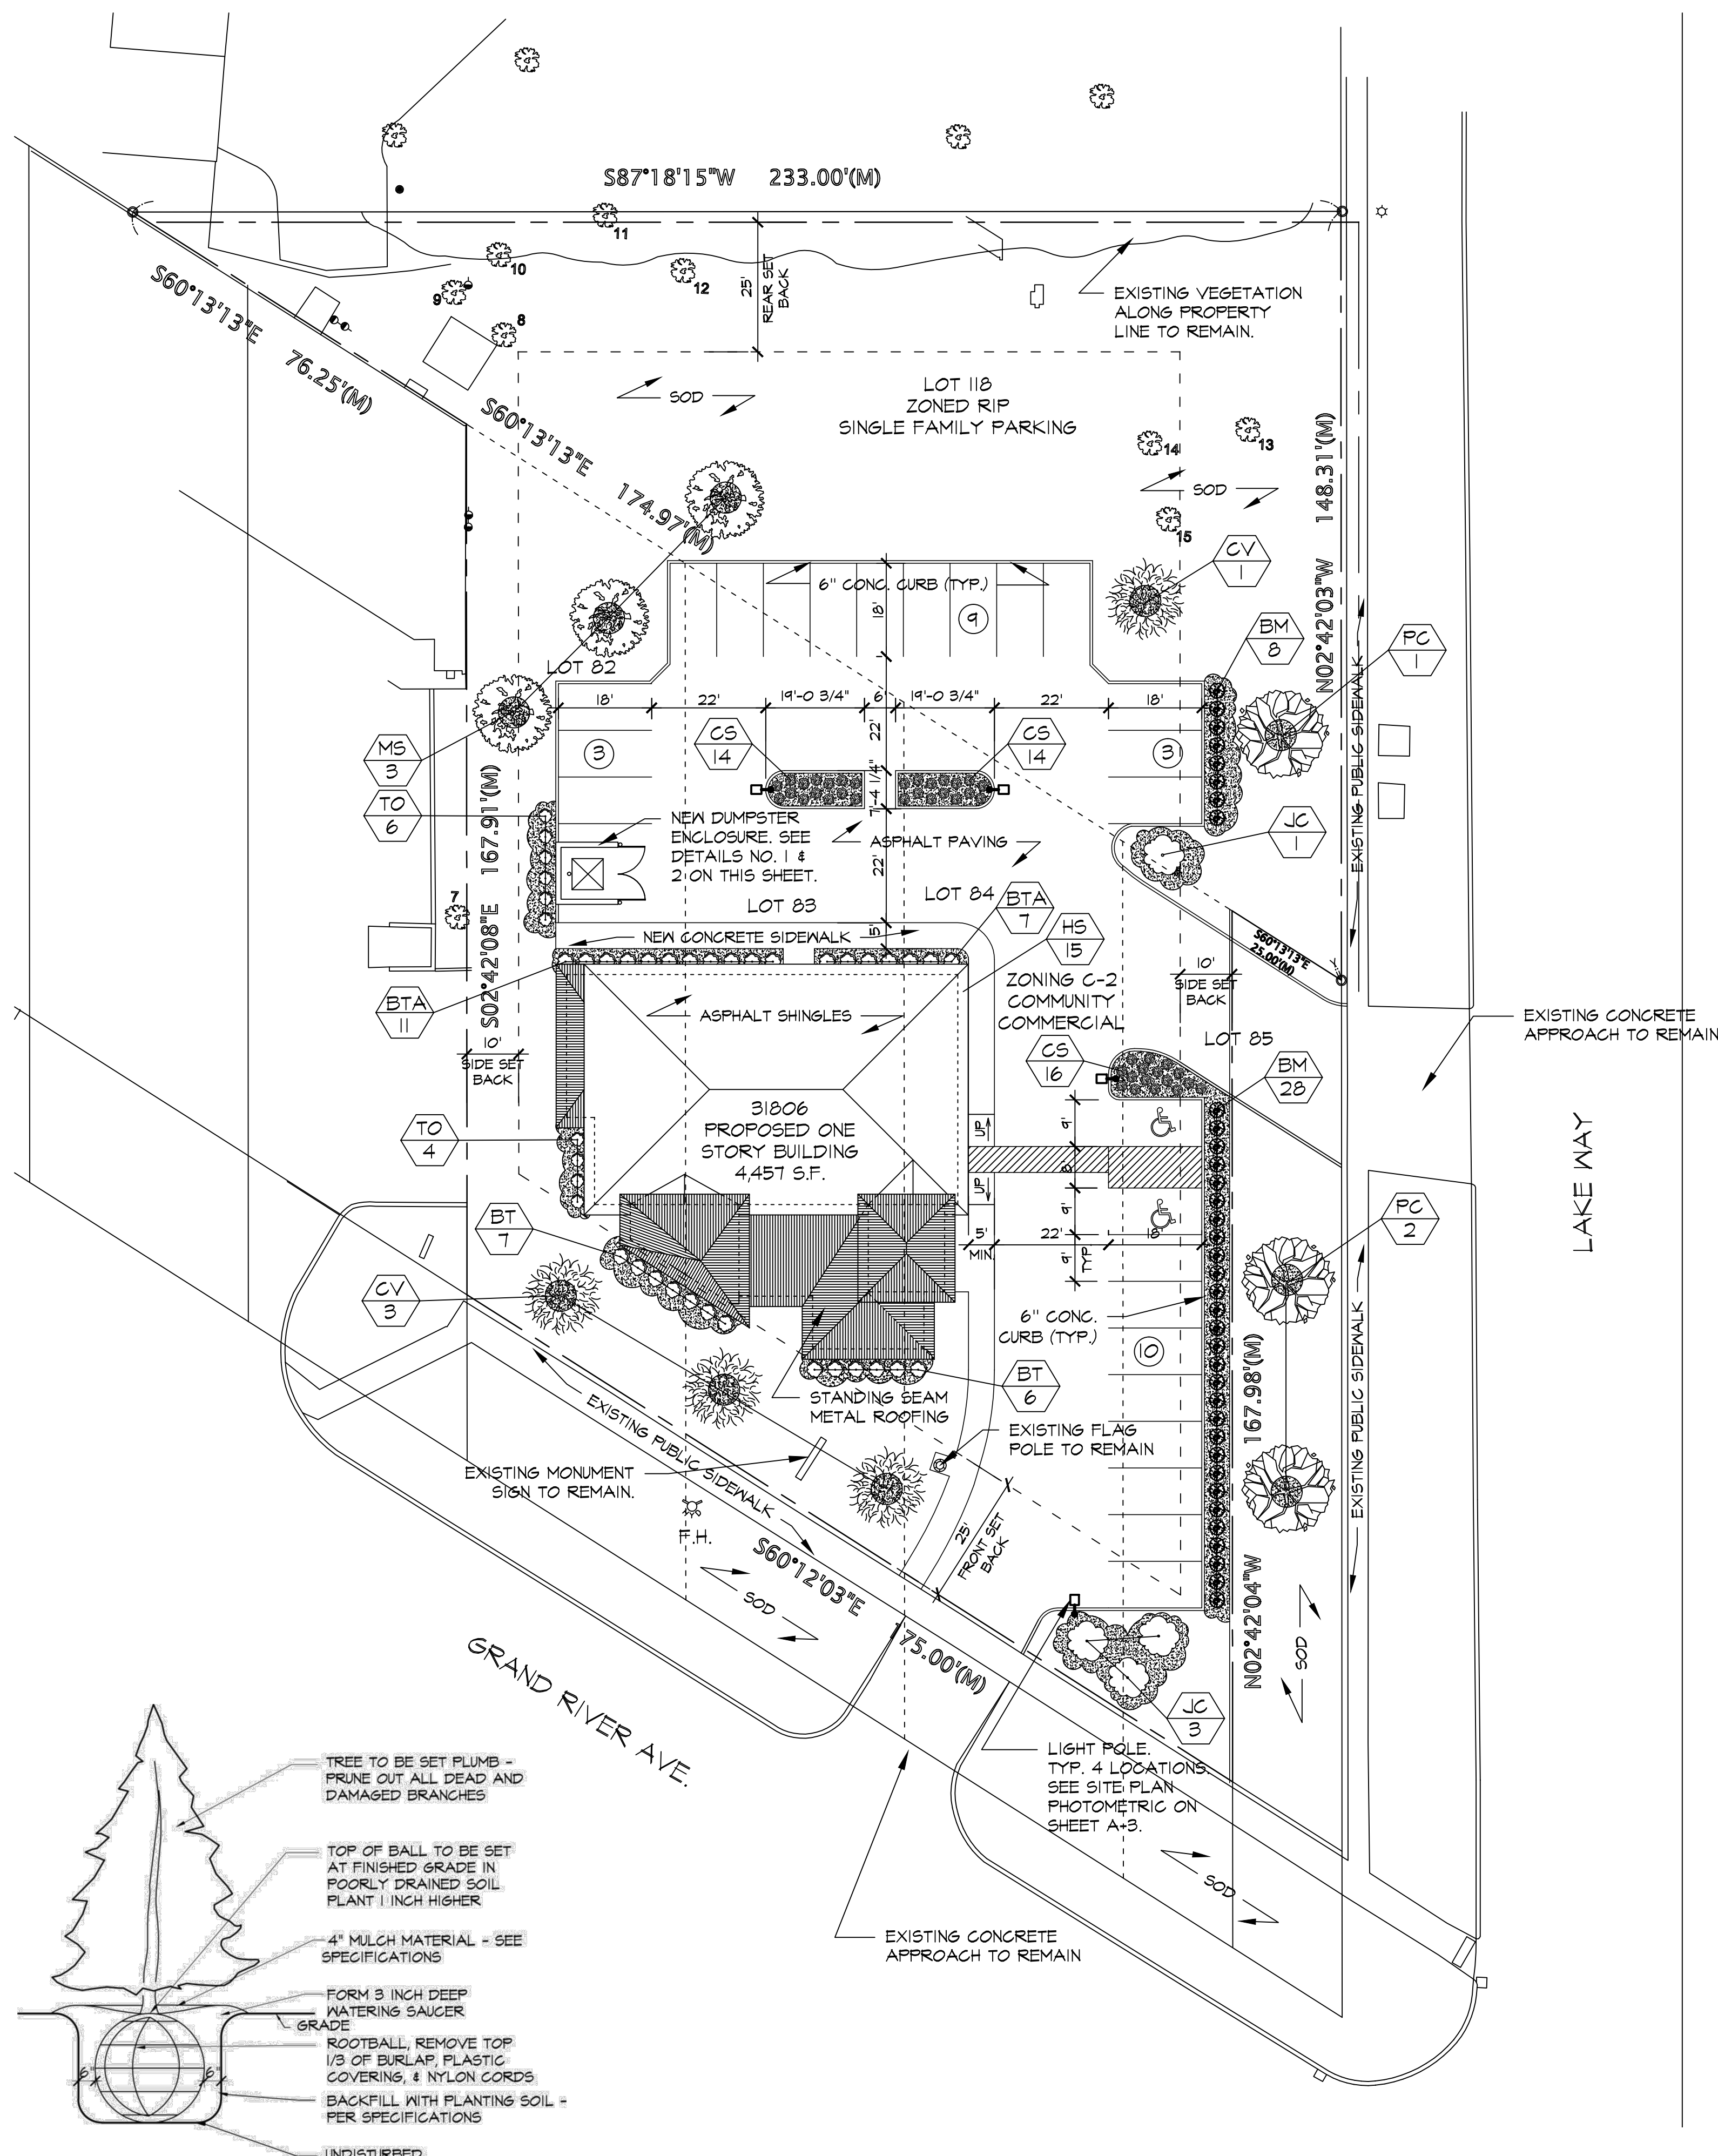 S87°18'15"W 233.00'(M)
11
10
12
9
8
25'
REAR SET
BACK
EXISTING VEGETATION
ALONG PROPERTY
LINE TO REMAIN.
S60°13'13"E 76.25'(M)
SOD
LOT 118
ZONED RIP
SINGLE FAMILY PARKING
S60°13'13"E 174.97'(M)
14
13
SOD
15
N02°42'03"W 148.31'(M)
CV
1
6" CONC. CURB (TYP.)
18'
9
BM
8
PC
1
LOT 82
18'
22'
19'-0 3/4"
6'
19'-0 3/4"
22'
18'
MS
3
3
CS
14
22'
CS
14
3
TO
6
7'-4 1/4"
NEW DUMPSTER
ENCLOSURE. SEE
DETAILS NO. 1 &
2 ON THIS SHEET.
ASPHALT PAVING
22'
JC
1
EXISTING PUBLIC SIDEWALK
S02°42'08"E 167.91'(M)
7
LOT 83
LOT 84
BTA
7
HS
15
NEW CONCRETE SIDEWALK
5'
S60°13'13"E
25.00'(M)
10'
SIDE SET
BACK
BTA
11
ASPHALT SHINGLES
ZONING C-2
COMMUNITY
COMMERCIAL
EXISTING CONCRETE
APPROACH TO REMAIN
LOT 85
10'
SIDE SET
BACK
CS
16
BM
28
TO
4
31806
PROPOSED ONE
STORY BUILDING
4,457 S.F.
9'
UP
8'
UP
9'
LAKE WAY
BT
7
PC
2
5'
MIN.
22'
18'
9'
TYP
CV
3
6" CONC.
CURB (TYP.)
10
BT
6
N02°42'04"W 167.98'(M)
EXISTING PUBLIC SIDEWALK
STANDING SEAM
METAL ROOFING
EXISTING PUBLIC SIDEWALK
EXISTING FLAG
POLE TO REMAIN
EXISTING MONUMENT
SIGN TO REMAIN.
F.H.
25'
FRONT SET
BACK
S60°12'03"E 75.00'(M)
SOD
SOD
GRAND RIVER AVE.
JC
3
LIGHT POLE.
TYP. 4 LOCATIONS.
SEE SITE PLAN
PHOTOMETRIC ON
SHEET A-3.
SOD
EXISTING CONCRETE
APPROACH TO REMAIN
TREE TO BE SET PLUMB -
PRUNE OUT ALL DEAD AND
DAMAGED BRANCHES
TOP OF BALL TO BE SET
AT FINISHED GRADE IN
POORLY DRAINED SOIL
PLANT 1 INCH HIGHER
4" MULCH MATERIAL - SEE
SPECIFICATIONS
FORM 3 INCH DEEP
WATERING SAUCER
GRADE
ROOTBALL, REMOVE TOP
1/3 OF BURLAP, PLASTIC
COVERING, & NYLON CORDS
6"
6"
BACKFILL WITH PLANTING SOIL -
PER SPECIFICATIONS
UNDISTURBED